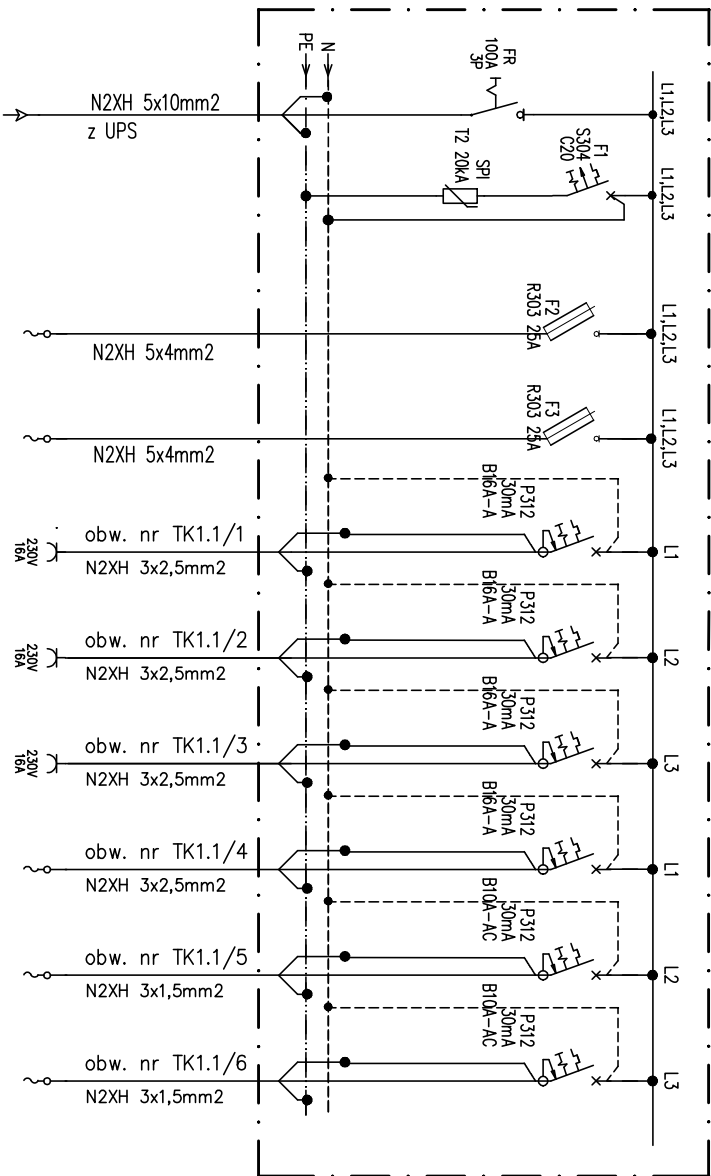 PE
N
FR
100A
3P
L1,L2,L3
N2XH 5x10mm2
z UPS
F1
S304
C20
SPI
T2 20kA
L1,L2,L3
F2
R303 25A
L1,L2,L3
N2XH 5x4mm2
F3
R303 25A
L1,L2,L3
N2XH 5x4mm2
P312
30mA
B16A-A
L1
obw. nr TK1.1/1
N2XH 3x2,5mm2
230V
16A
P312
30mA
B16A-A
L2
obw. nr TK1.1/2
N2XH 3x2,5mm2
230V
16A
P312
30mA
B16A-A
L3
obw. nr TK1.1/3
N2XH 3x2,5mm2
230V
16A
P312
30mA
B16A-A
L1
obw. nr TK1.1/4
N2XH 3x2,5mm2
P312
30mA
B10A-AC
L2
obw. nr TK1.1/5
N2XH 3x1,5mm2
P312
30mA
B10A-AC
L3
obw. nr TK1.1/6
N2XH 3x1,5mm2